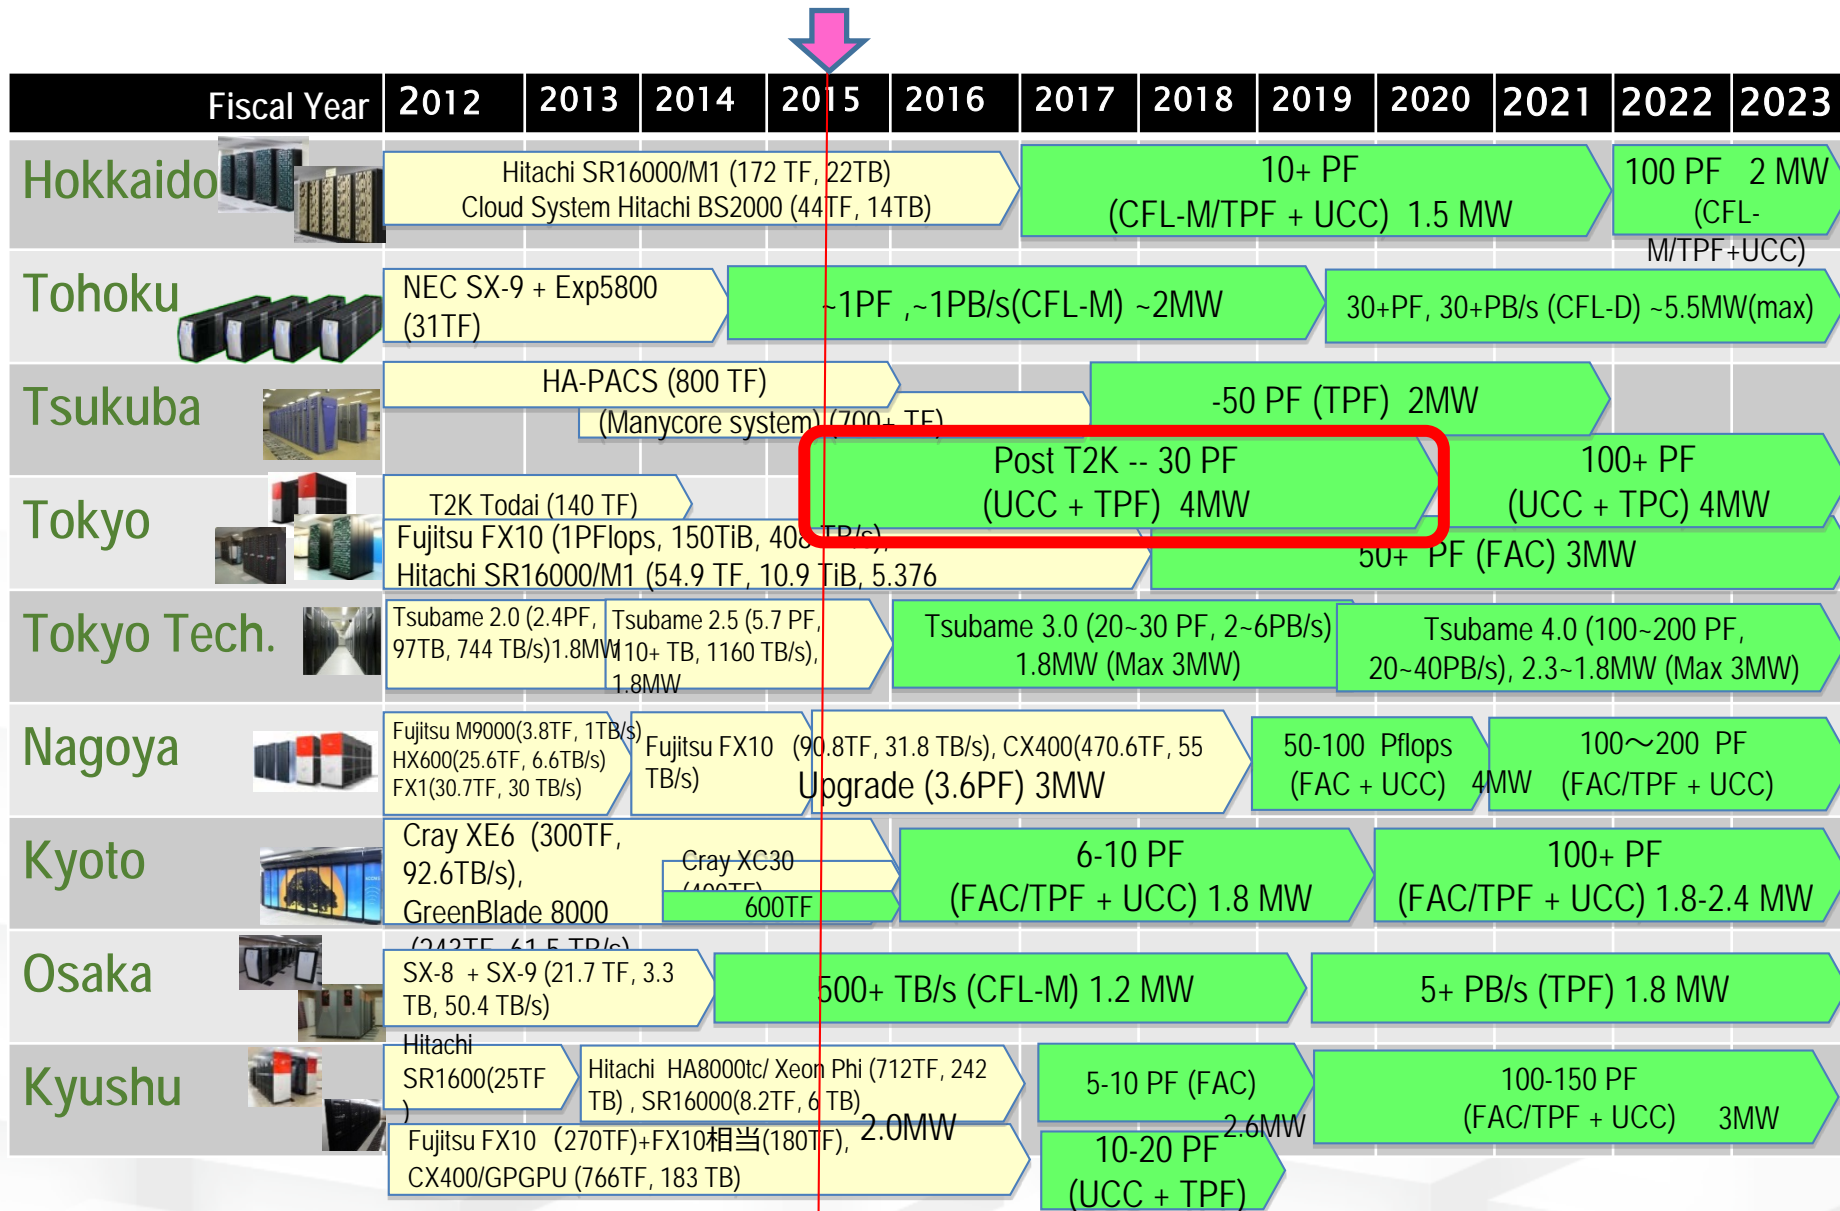 Fiscal Year 2012 2013 2014 2015 2016 2017 2018 2019 2020 2021 2022 2023
Hokkaido
Hitachi SR16000/M1 (172 TF, 22TB)
Cloud System Hitachi BS2000 (44TF, 14TB)
10+ PF
(CFL-M/TPF + UCC) 1.5 MW
100 PF 2 MW
(CFL-
M/TPF+UCC)
Tohoku
NEC SX-9 + Exp5800
(31TF)
~1PF ,~1PB/s(CFL-M) ~2MW
30+PF, 30+PB/s (CFL-D) ~5.5MW(max)
Tsukuba
HA-PACS (800 TF)
(Manycore system) (700+ TF)
-50 PF (TPF) 2MW
Post T2K -- 30 PF
(UCC + TPF) 4MW
100+ PF
(UCC + TPC) 4MW
Tokyo
T2K Todai (140 TF)
Fujitsu FX10 (1PFlops, 150TiB, 408 TB/s),
Hitachi SR16000/M1 (54.9 TF, 10.9 TiB, 5.376
50+ PF (FAC) 3MW
Tokyo Tech.
Tsubame 2.0 (2.4PF,
97TB, 744 TB/s)1.8MW
Tsubame 2.5 (5.7 PF,
110+ TB, 1160 TB/s),
1.8MW
Tsubame 3.0 (20~30 PF, 2~6PB/s)
1.8MW (Max 3MW)
Tsubame 4.0 (100~200 PF,
20~40PB/s), 2.3~1.8MW (Max 3MW)
Nagoya
Fujitsu M9000(3.8TF, 1TB/s)
HX600(25.6TF, 6.6TB/s)
FX1(30.7TF, 30 TB/s)
Fujitsu FX10 (90.8TF, 31.8 TB/s), CX400(470.6TF, 55
TB/s)
Upgrade (3.6PF) 3MW
50-100 Pflops
(FAC + UCC) 4MW
100～200 PF
(FAC/TPF + UCC)
Kyoto
Cray XE6 (300TF,
92.6TB/s),
GreenBlade 8000
(243TF, 61.5 TB/s)
Cray XC30
(400TF)
600TF
6-10 PF
(FAC/TPF + UCC) 1.8 MW
100+ PF
(FAC/TPF + UCC) 1.8-2.4 MW
Osaka
SX-8 + SX-9 (21.7 TF, 3.3
TB, 50.4 TB/s)
500+ TB/s (CFL-M) 1.2 MW
5+ PB/s (TPF) 1.8 MW
Kyushu
Hitachi
SR1600(25TF
)
Hitachi HA8000tc/ Xeon Phi (712TF, 242
TB) , SR16000(8.2TF, 6 TB)
2.0MW
Fujitsu FX10（270TF)+FX10相当(180TF),
CX400/GPGPU (766TF, 183 TB)
5-10 PF (FAC)
2.6MW
10-20 PF
(UCC + TPF)
100-150 PF
(FAC/TPF + UCC) 3MW